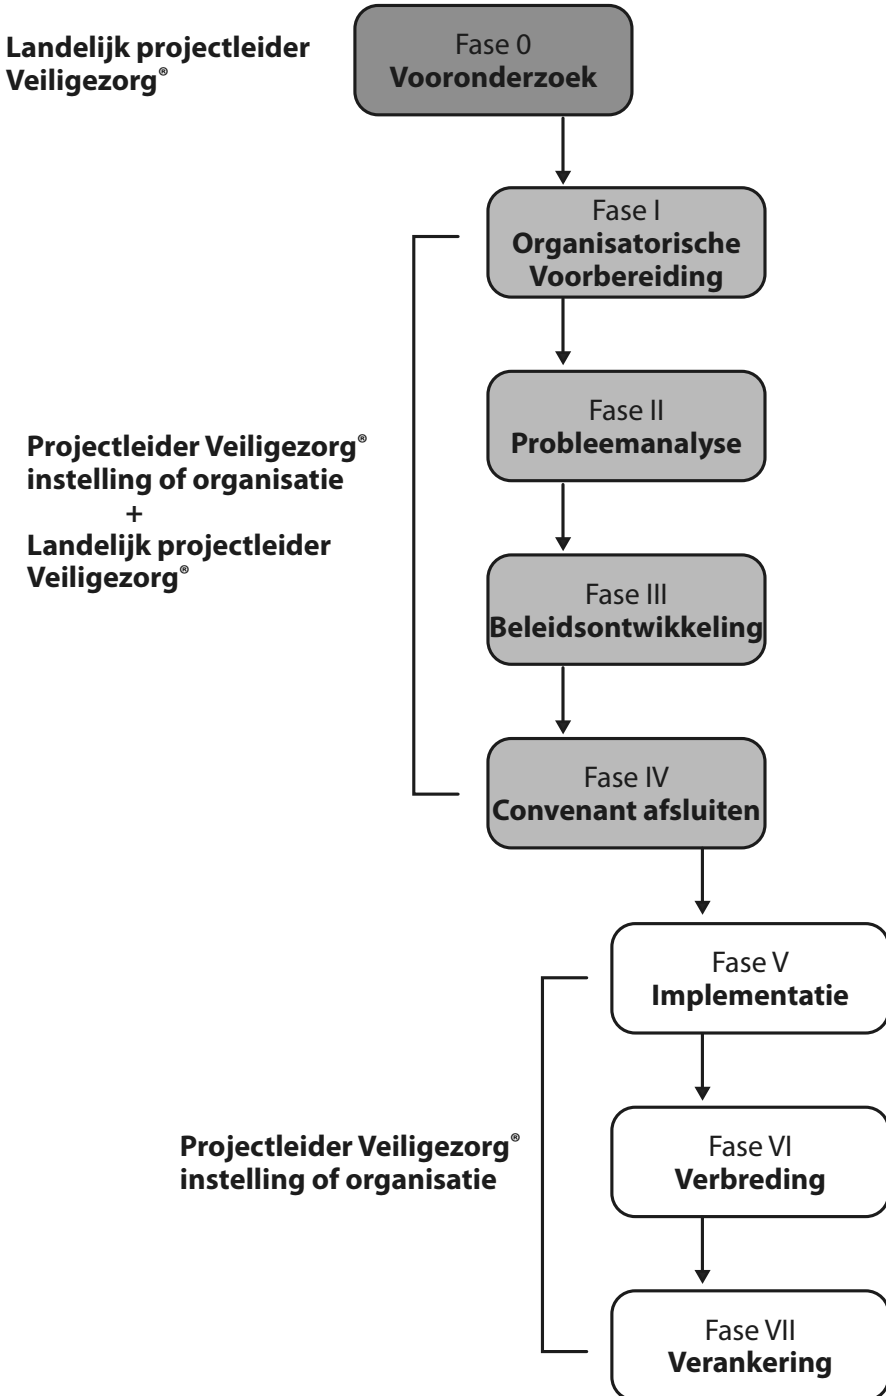 Landelijk projectleider
Veiligezorg®
Fase 0
Vooronderzoek
Fase I
Organisatorische
Voorbereiding
Fase II
Probleemanalyse
Projectleider Veiligezorg®
instelling of organisatie
+
Landelijk projectleider
Veiligezorg®
Fase III
Beleidsontwikkeling
Fase IV
Convenant afsluiten
Fase V
Implementatie
Projectleider Veiligezorg®
instelling of organisatie
Fase VI
Verbreding
Fase VII
Verankering